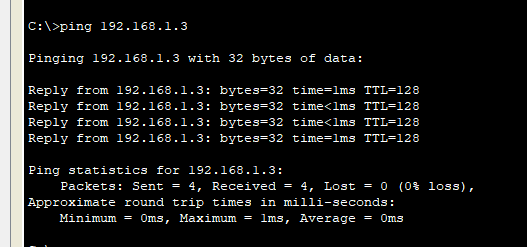 C:\>ping 192.168.1.3
Pinging 192.168.1.3 with 32 bytes of data:
Reply from 192.168.1.3: bytes=32 time=1ms TTL=128
Reply from 192.168.1.3: bytes=32 time<1ms TTL=128
Reply from 192.168.1.3: bytes=32 time<1ms TTL=128
Reply from 192.168.1.3: bytes=32 time=1ms TTL=128
Ping statistics for 192.168.1.3:
Packets: Sent = 4, Received = 4, Lost = 0 (0% loss),
Approximate round trip times in milli-seconds:
Minimum = 0ms, Maximum = 1ms, Average = 0ms